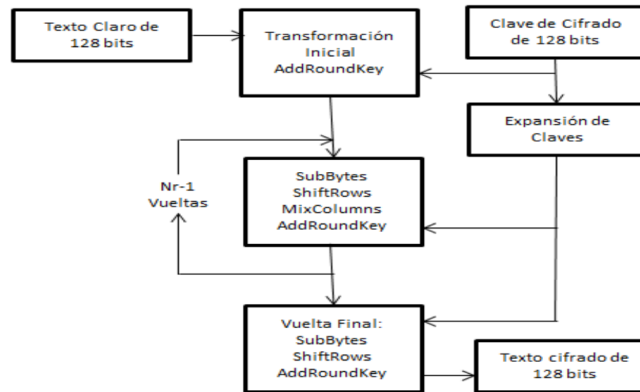 Texto Claro de
128 bits
Transformación
Inicial
AddRoundKey
Clave de Cifrado
de 128 bits
Expansión de
Claves
Nr-1
Vueltas
SubBytes
ShiftRows
MixColumns
AddRoundKey
Vuelta Final:
SubBytes
ShiftRows
AddRoundKey
Texto cifrado de
128 bits